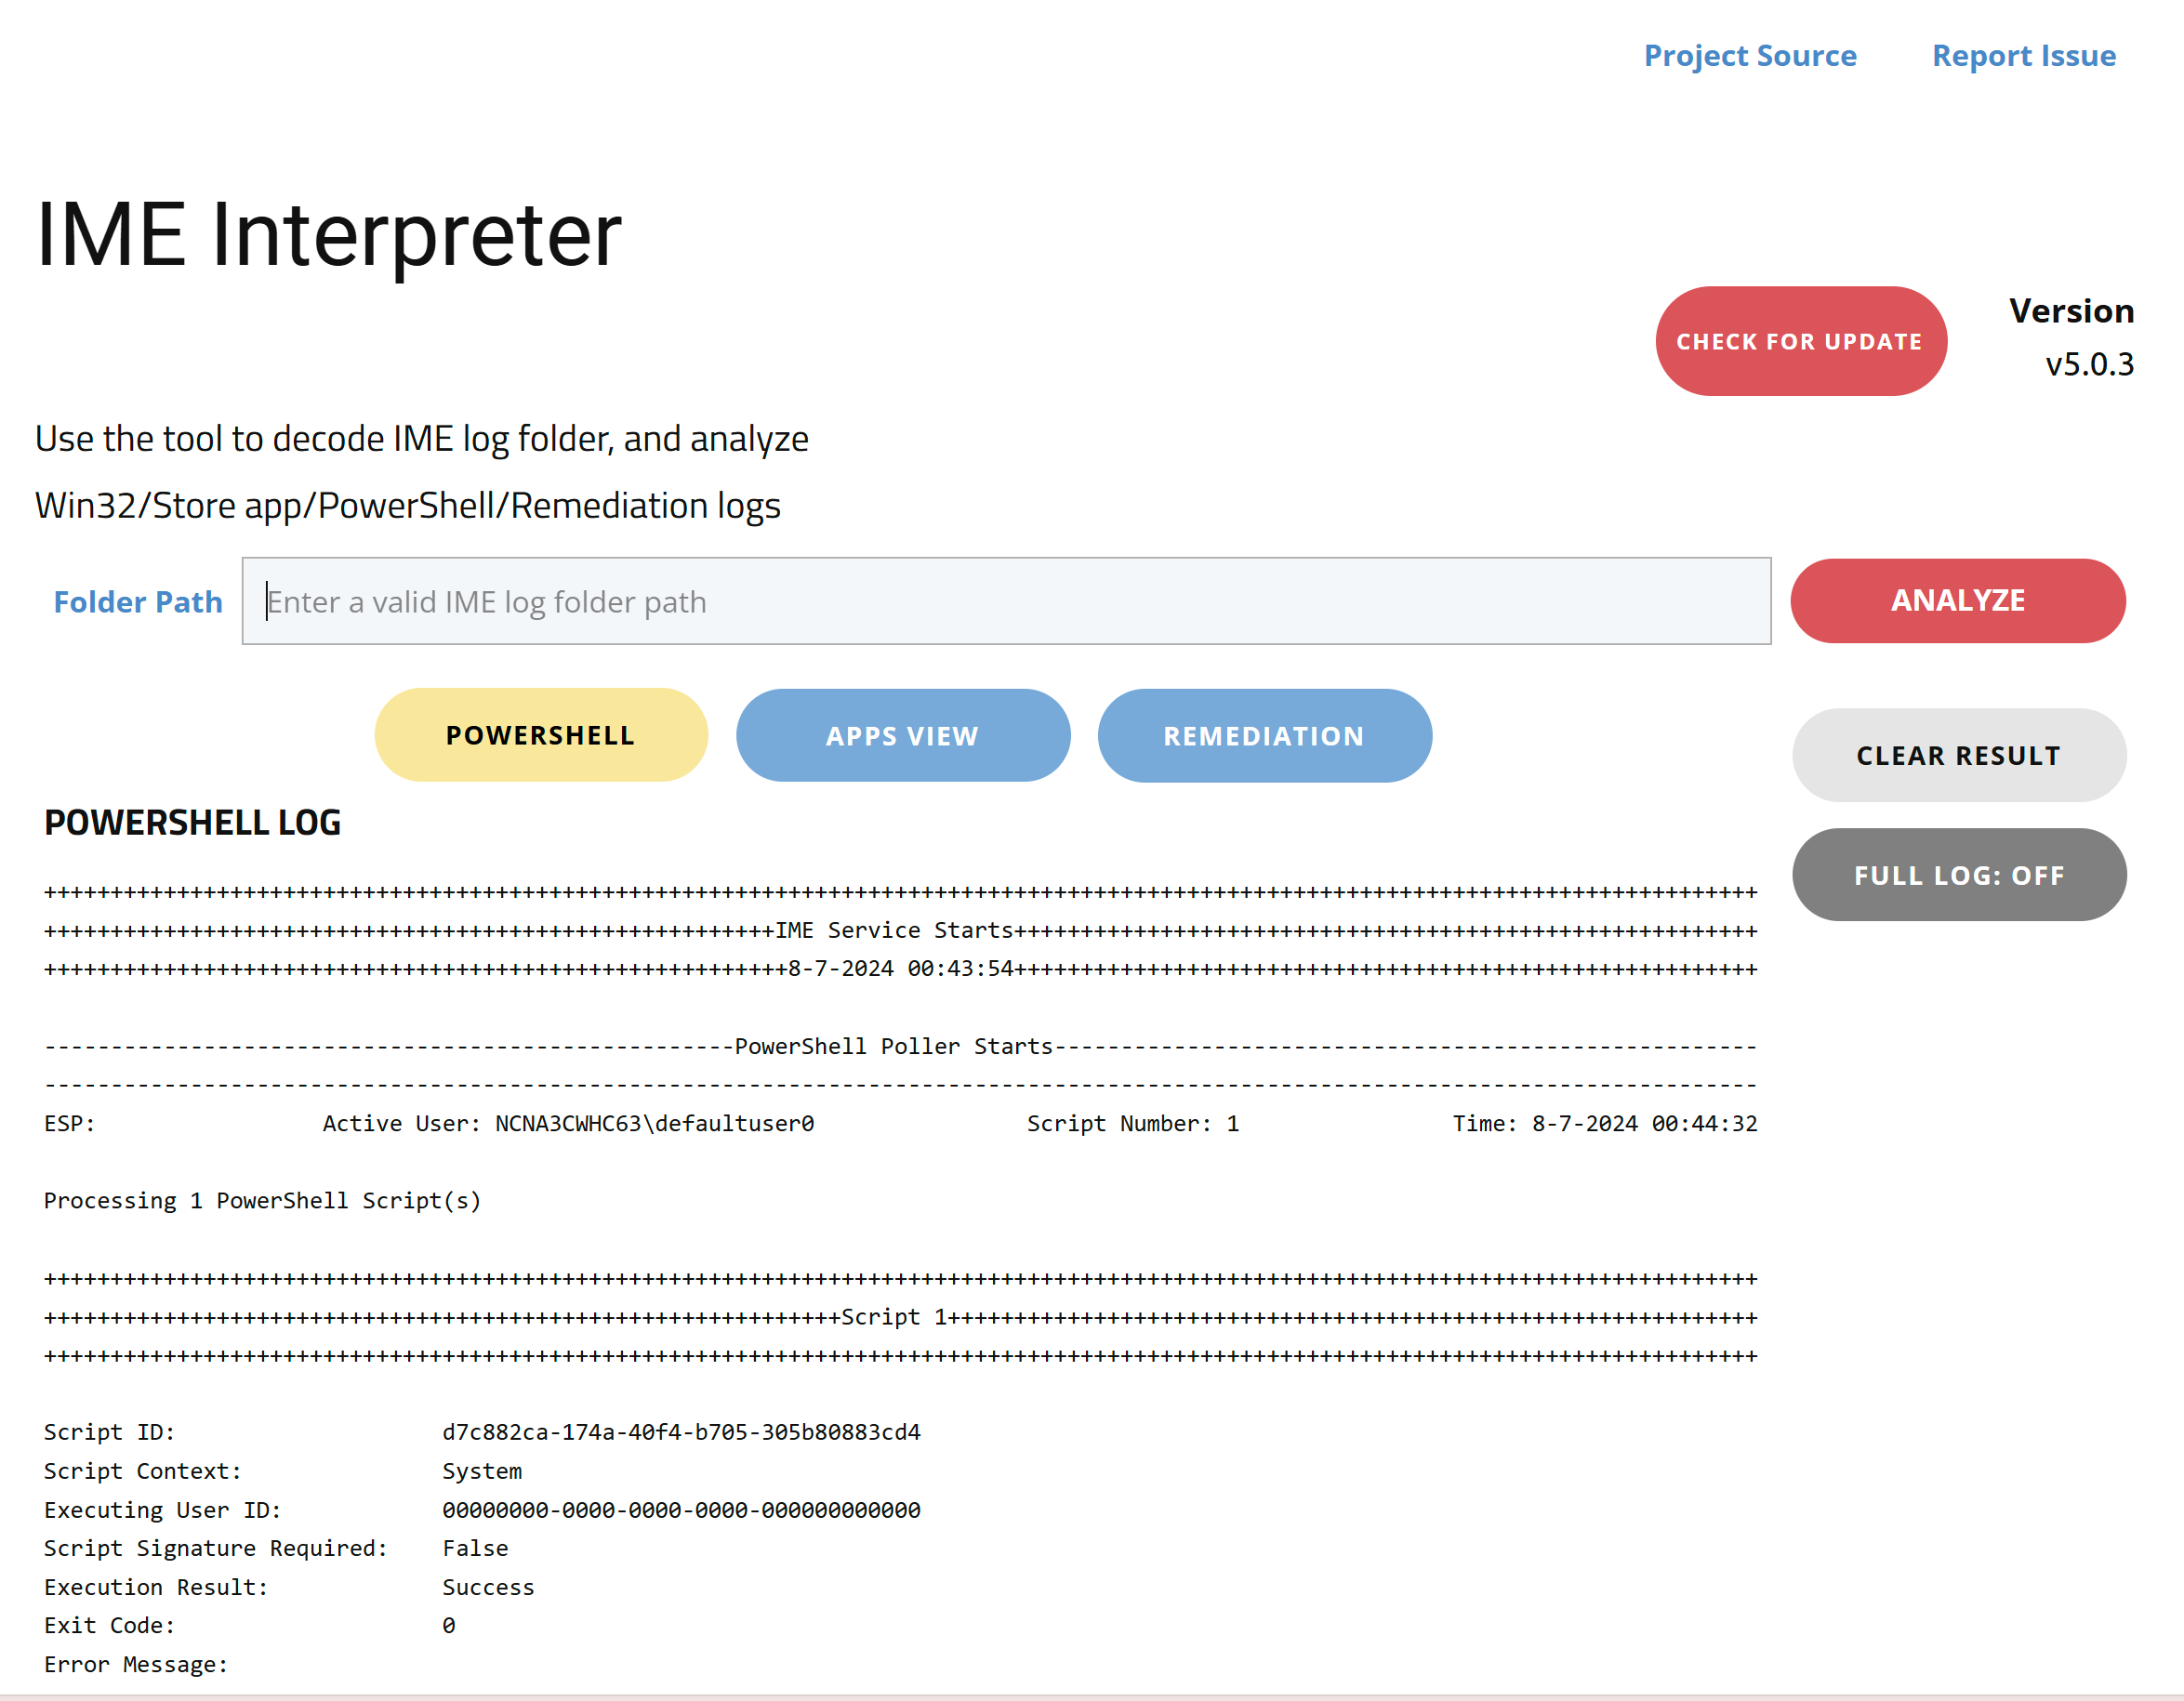 Project Source Report Issue
IME Interpreter
CHECK FOR UPDATE
Version
v5.0.3
Use the tool to decode IME log folder, and analyze
Win32/Store app/PowerShell/Remediation logs
Folder Path Enter a valid IME log folder path ANALYZE
POWERSHELL APPS VIEW REMEDIATION
CLEAR RESULT
POWERSHELL LOG
FULL LOG: OFF
+++++++++++++++++++++++++++++++++++++++++++++++++++++++++++++++++++++++++++++++++++++++++++++++++++++++++++++++++++++++++++++++++
+++++++++++++++++++++++++++++++++++++++++++++++++++++++IME Service Starts++++++++++++++++++++++++++++++++++++++++++++++++++++++++
++++++++++++++++++++++++++++++++++++++++++++++++++++++++8-7-2024 00:43:54++++++++++++++++++++++++++++++++++++++++++++++++++++++++
----------------------------------------------------PowerShell Poller Starts-----------------------------------------------------
---------------------------------------------------------------------------------------------------------------------------------
ESP: Active User: NCNA3CWHC63\defaultuser0 Script Number: 1 Time: 8-7-2024 00:44:32
Processing 1 PowerShell Script(s)
+++++++++++++++++++++++++++++++++++++++++++++++++++++++++++++++++++++++++++++++++++++++++++++++++++++++++++++++++++++++++++++++++
++++++++++++++++++++++++++++++++++++++++++++++++++++++++++++Script 1+++++++++++++++++++++++++++++++++++++++++++++++++++++++++++++
+++++++++++++++++++++++++++++++++++++++++++++++++++++++++++++++++++++++++++++++++++++++++++++++++++++++++++++++++++++++++++++++++
Script ID: d7c882ca-174a-40f4-b705-305b80883cd4
Script Context: System
Executing User ID: 00000000-0000-0000-0000-000000000000
Script Signature Required: False
Execution Result: Success
Exit Code: 0
Error Message: